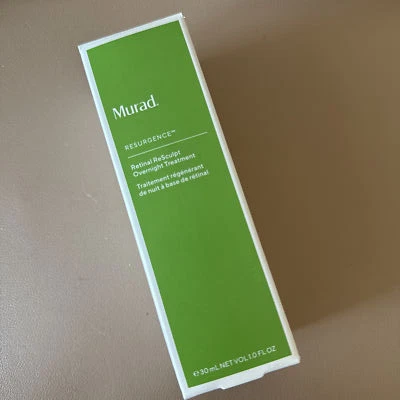 Murad.
RESURGENCE™
Retinal ReSculpt
Overnight Treatment
Traitement régénérant
de nuit à base de rétinal
℮ 30 mL NET VOL 1.0 FL OZ